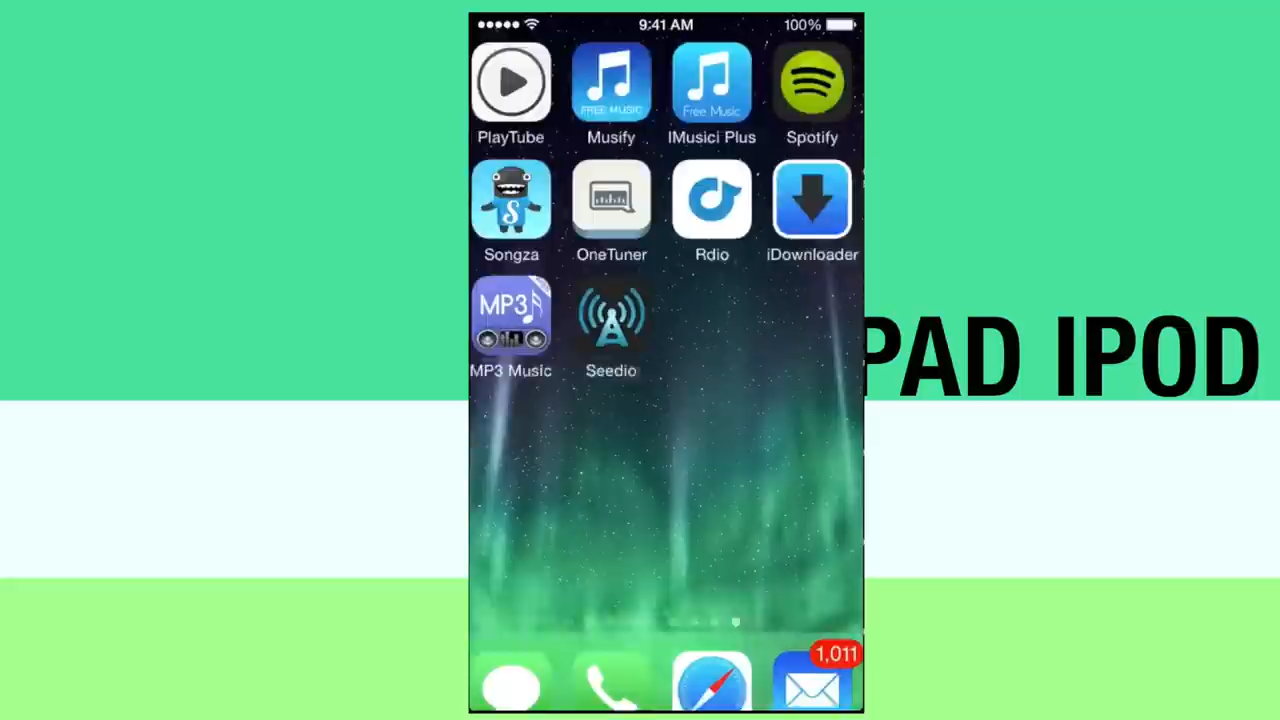 9:41 AM 100%
FREE MUSIC Free Music
PlayTube Musify IMusici Plus Spotify
S
Songza OneTuner Rdio iDownloader
MP3
PAD IPOD
MP3 Music Seedio
1,011